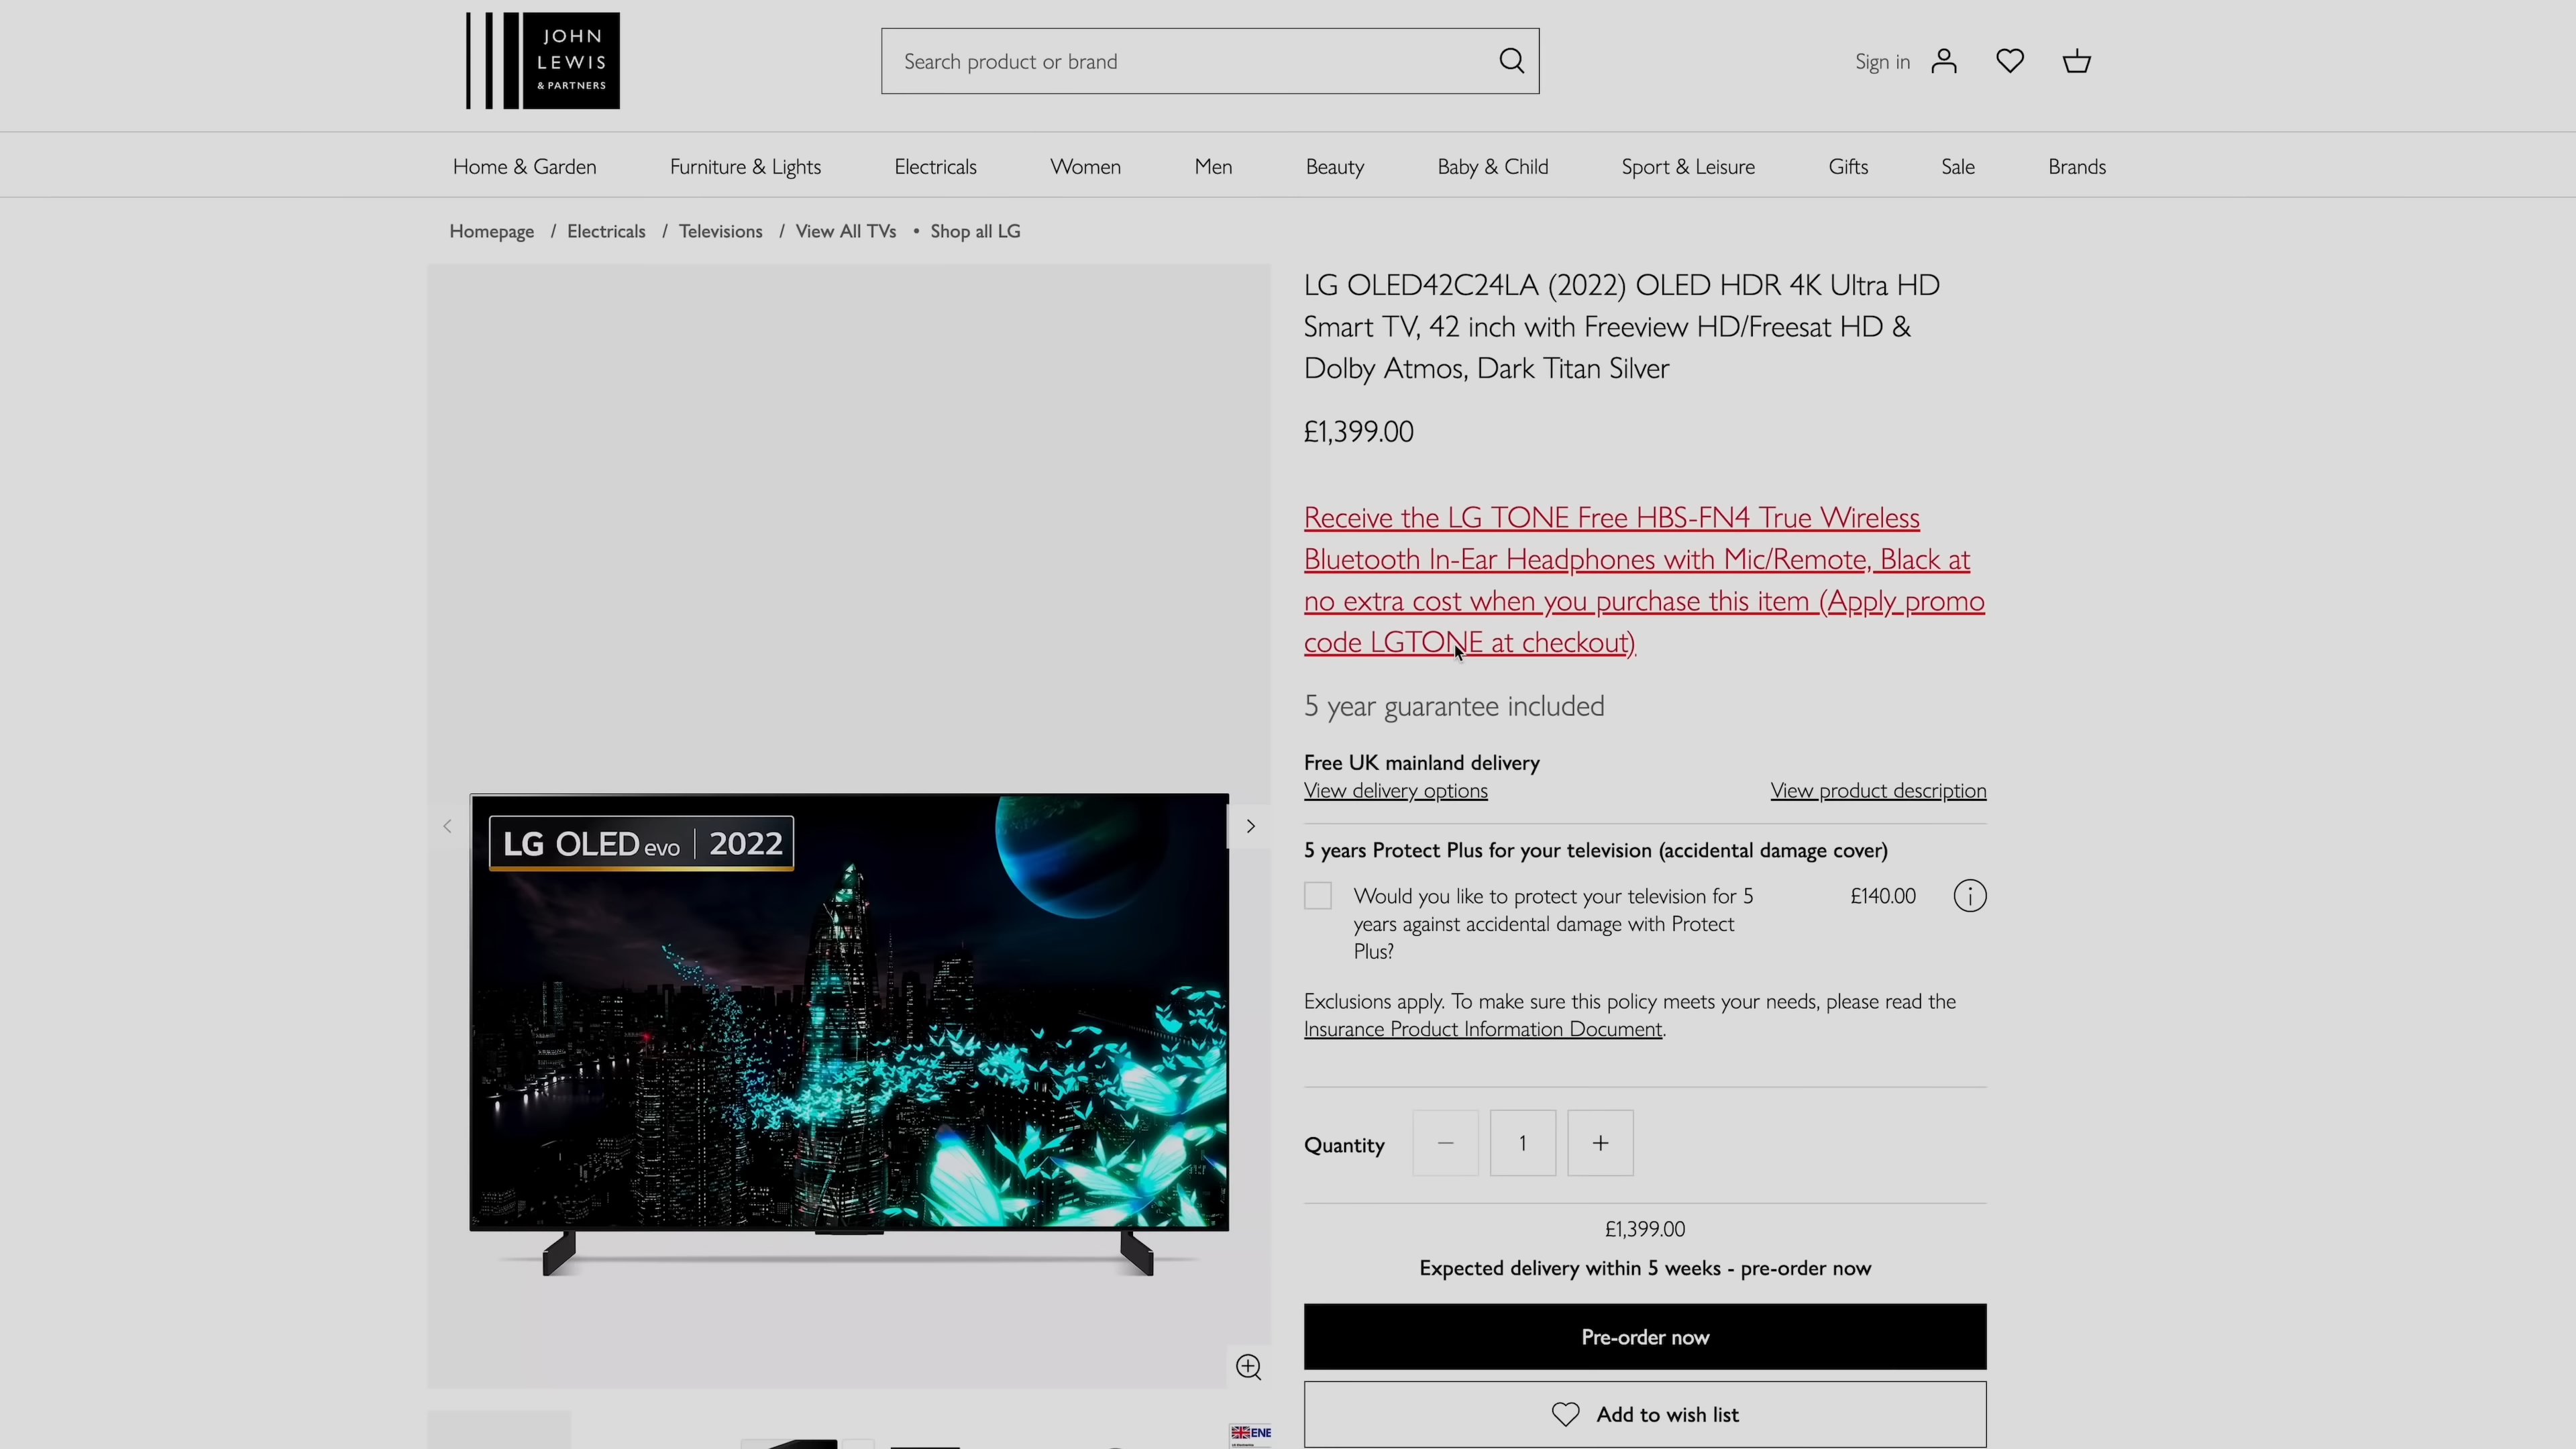 JOHN
LEWIS
& PARTNERS
Search product or brand
Sign in
Home & Garden
Furniture & Lights
Electricals
Women
Men
Beauty
Baby & Child
Sport & Leisure
Gifts
Sale
Brands
Homepage / Electricals / Televisions / View All TVs • Shop all LG
LG OLED42C24LA (2022) OLED HDR 4K Ultra HD
Smart TV, 42 inch with Freeview HD/Freesat HD &
Dolby Atmos, Dark Titan Silver
£1,399.00
Receive the LG TONE Free HBS-FN4 True Wireless
Bluetooth In-Ear Headphones with Mic/Remote, Black at
no extra cost when you purchase this item (Apply promo
code LGTONE at checkout)
5 year guarantee included
Free UK mainland delivery
View delivery options
View product description
LG OLED evo | 2022
5 years Protect Plus for your television (accidental damage cover)
Would you like to protect your television for 5
years against accidental damage with Protect
Plus?
£140.00
Exclusions apply. To make sure this policy meets your needs, please read the
Insurance Product Information Document.
Quantity
1
£1,399.00
Expected delivery within 5 weeks - pre-order now
Pre-order now
Add to wish list
ENE